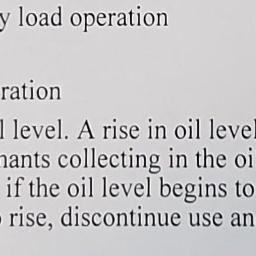 y load operation
ration
l level. A rise in oil level
nants collecting in the oi
if the oil level begins to
rise, discontinue use an